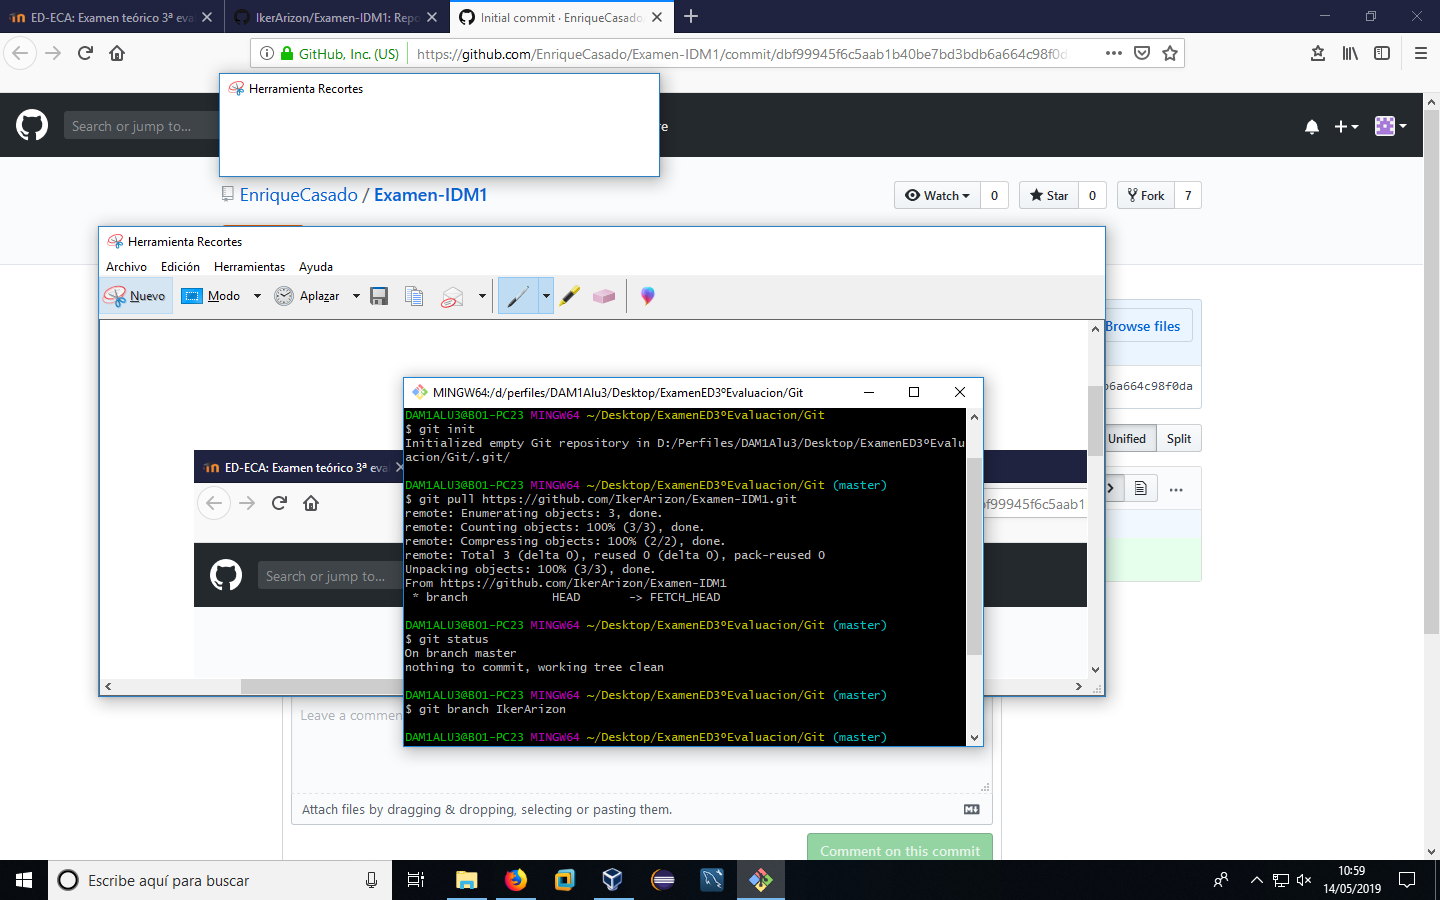 ED-ECA: Examen teórico 3ª eva
IkerArizon/Examen-IDM1: Repo
Initial commit · EnriqueCasado/
GitHub, Inc. (US)
https://github.com/EnriqueCasado/Examen-IDM1/commit/dbf99945f6c5aab1b40be7bd3bdb6a664c98f0d
Herramienta Recortes
Search or jump to...
re
EnriqueCasado / Examen-IDM1
Watch 0
Star 0
Fork 7
Herramienta Recortes
Archivo Edición Herramientas Ayuda
Nuevo Modo Aplazar
Browse files
b6a664c98f0da
Unified Split
ED-ECA: Examen teórico 3ª eva
bf99945f6c5aab1
Search or jump to...
MINGW64:/d/perfiles/DAM1Alu3/Desktop/ExamenED3ºEvaluacion/Git
DAM1ALU3@B01-PC23 MINGW64 ~/Desktop/ExamenED3ºEvaluacion/Git
$ git init
Initialized empty Git repository in D:/Perfiles/DAM1Alu3/Desktop/ExamenED3ºEvalu
acion/Git/.git/
DAM1ALU3@B01-PC23 MINGW64 ~/Desktop/ExamenED3ºEvaluacion/Git (master)
$ git pull https://github.com/IkerArizon/Examen-IDM1.git
remote: Enumerating objects: 3, done.
remote: Counting objects: 100% (3/3), done.
remote: Compressing objects: 100% (2/2), done.
remote: Total 3 (delta 0), reused 0 (delta 0), pack-reused 0
Unpacking objects: 100% (3/3), done.
From https://github.com/IkerArizon/Examen-IDM1
* branch HEAD -> FETCH_HEAD
DAM1ALU3@B01-PC23 MINGW64 ~/Desktop/ExamenED3ºEvaluacion/Git (master)
$ git status
On branch master
nothing to commit, working tree clean
DAM1ALU3@B01-PC23 MINGW64 ~/Desktop/ExamenED3ºEvaluacion/Git (master)
$ git branch IkerArizon
DAM1ALU3@B01-PC23 MINGW64 ~/Desktop/ExamenED3ºEvaluacion/Git (master)
Leave a commen
Attach files by dragging & dropping, selecting or pasting them.
Comment on this commit
Escribe aquí para buscar
10:59
14/05/2019